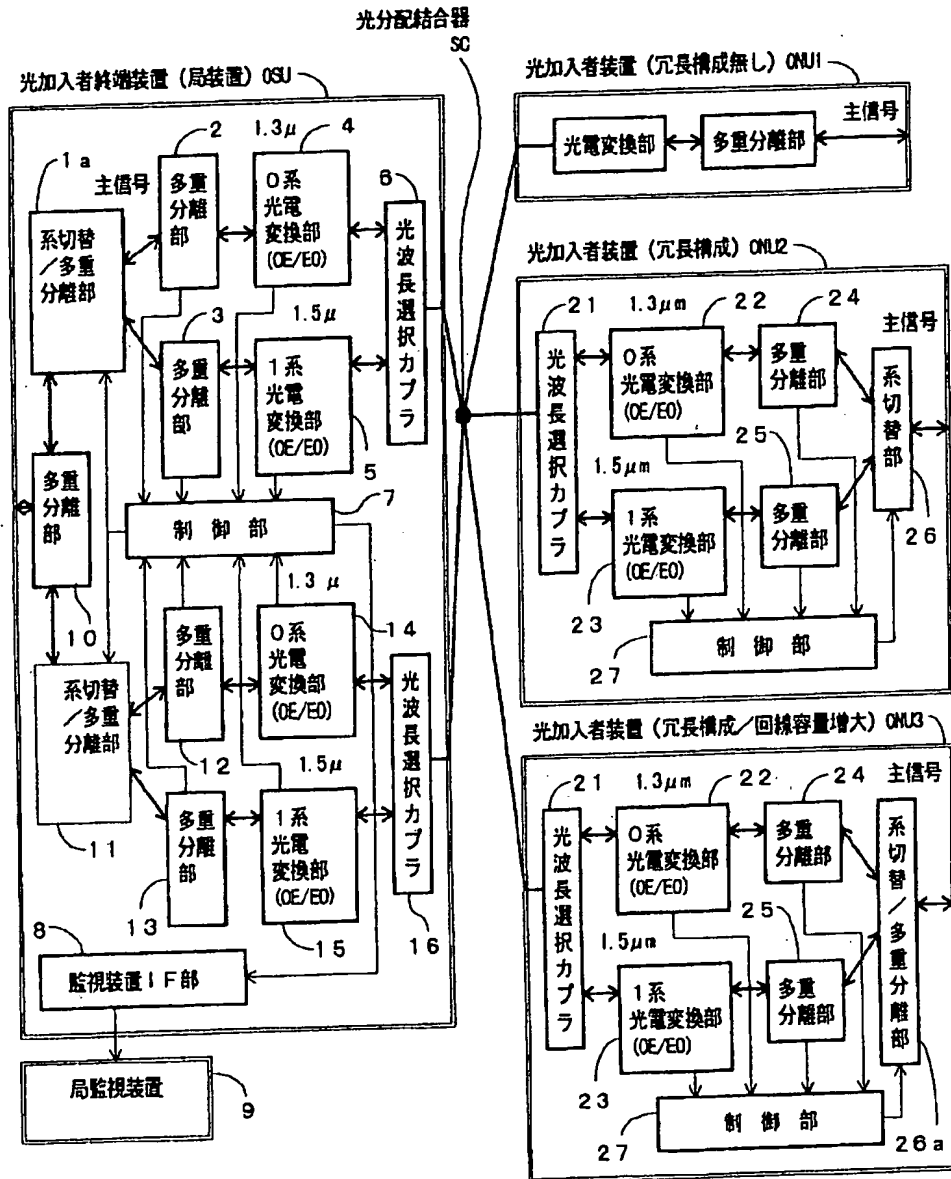 光分配結合器
SC
光加入者終端装置(局装置)OSU
1a
2
1.3μ
4
主信号
系切替
/多重
分離部
多重
分離
部
0系
光電
変換部
(OE/EO)
6
光波長選択カプラ
3
1.5μ
多重
分離
部
1系
光電
変換部
(OE/EO)
5
多重
分離
部
10
7
制御部
1.3μ
14
系切替
/多重
分離部
11
多重
分離
部
12
0系
光電
変換部
(OE/EO)
光波長選択カプラ
16
1.5μ
多重
分離
部
13
1系
光電
変換部
(OE/EO)
15
8
監視装置IF部
局監視装置
9
光加入者装置(冗長構成無し)ONU1
光電変換部
多重分離部
主信号
光加入者装置(冗長構成)ONU2
21
1.3μm
22
24
主信号
光波長選択カプラ
0系
光電変換部
(OE/EO)
多重
分離部
系切替部
26
1.5μm
25
1系
光電変換部
(OE/EO)
23
多重
分離部
27
制御部
光加入者装置(冗長構成/回線容量増大)ONU3
21
1.3μm
22
24
主信号
光波長選択カプラ
0系
光電変換部
(OE/EO)
多重
分離部
系切替/多重分離部
26a
1.5μm
25
1系
光電変換部
(OE/EO)
23
多重
分離部
27
制御部